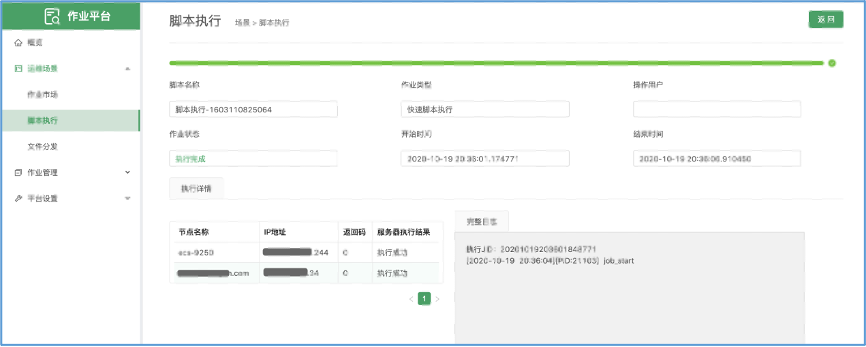 作业平台
脚本执行 场景 > 脚本执行
返回
概览
运维场景
作业市场
脚本执行
文件分发
作业管理
平台设置
脚本名称 作业类型 操作用户
脚本执行-1603110825064 快速脚本执行
作业状态 开始时间 结束时间
执行完成 2020-10-19 20:36:01.174771 2020-10-19 20:36:06.910456
执行详情
节点名称 IP地址 返回码 服务器执行结果
ecs-9250 .244 0 执行成功
.com .34 0 执行成功
< 1 >
完整日志
执行JID: 20201019203601848771
[2020-10-19 20:36:04][PID:21103] job_start